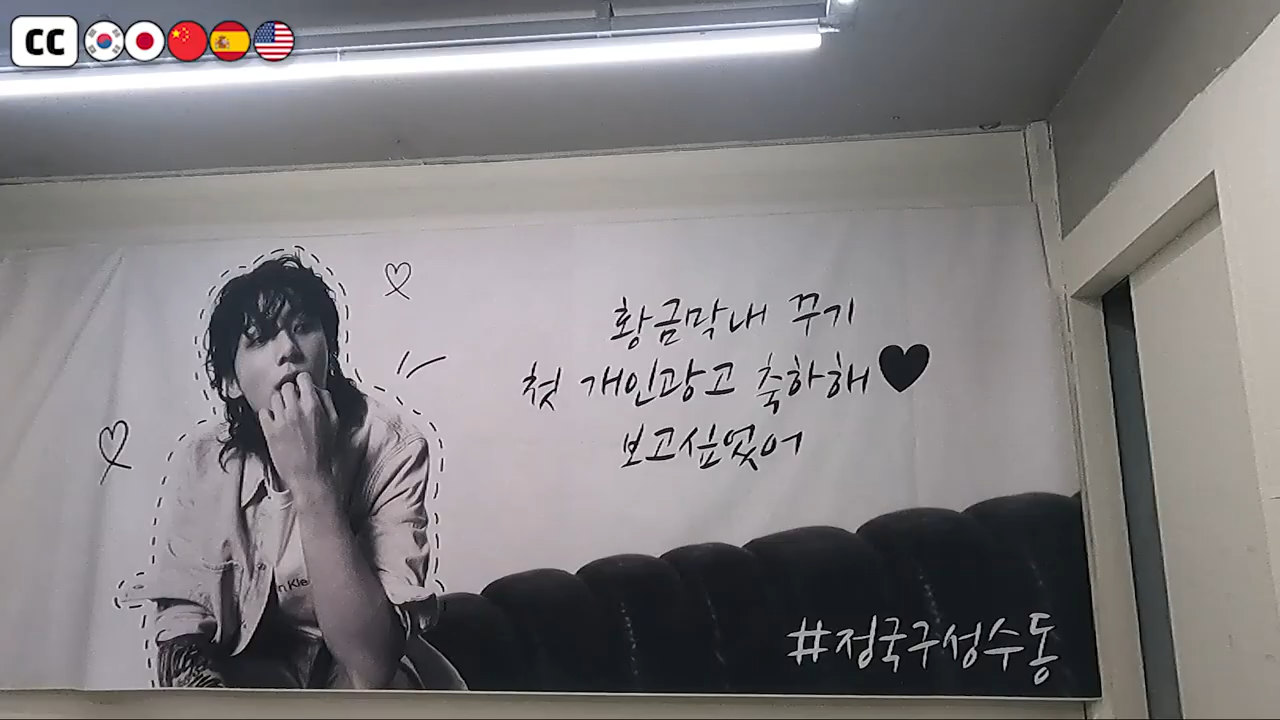 CC
황금막내 꾸기
첫 개인광고 축하해
보고싶었어
n Kle
#정국구성수동